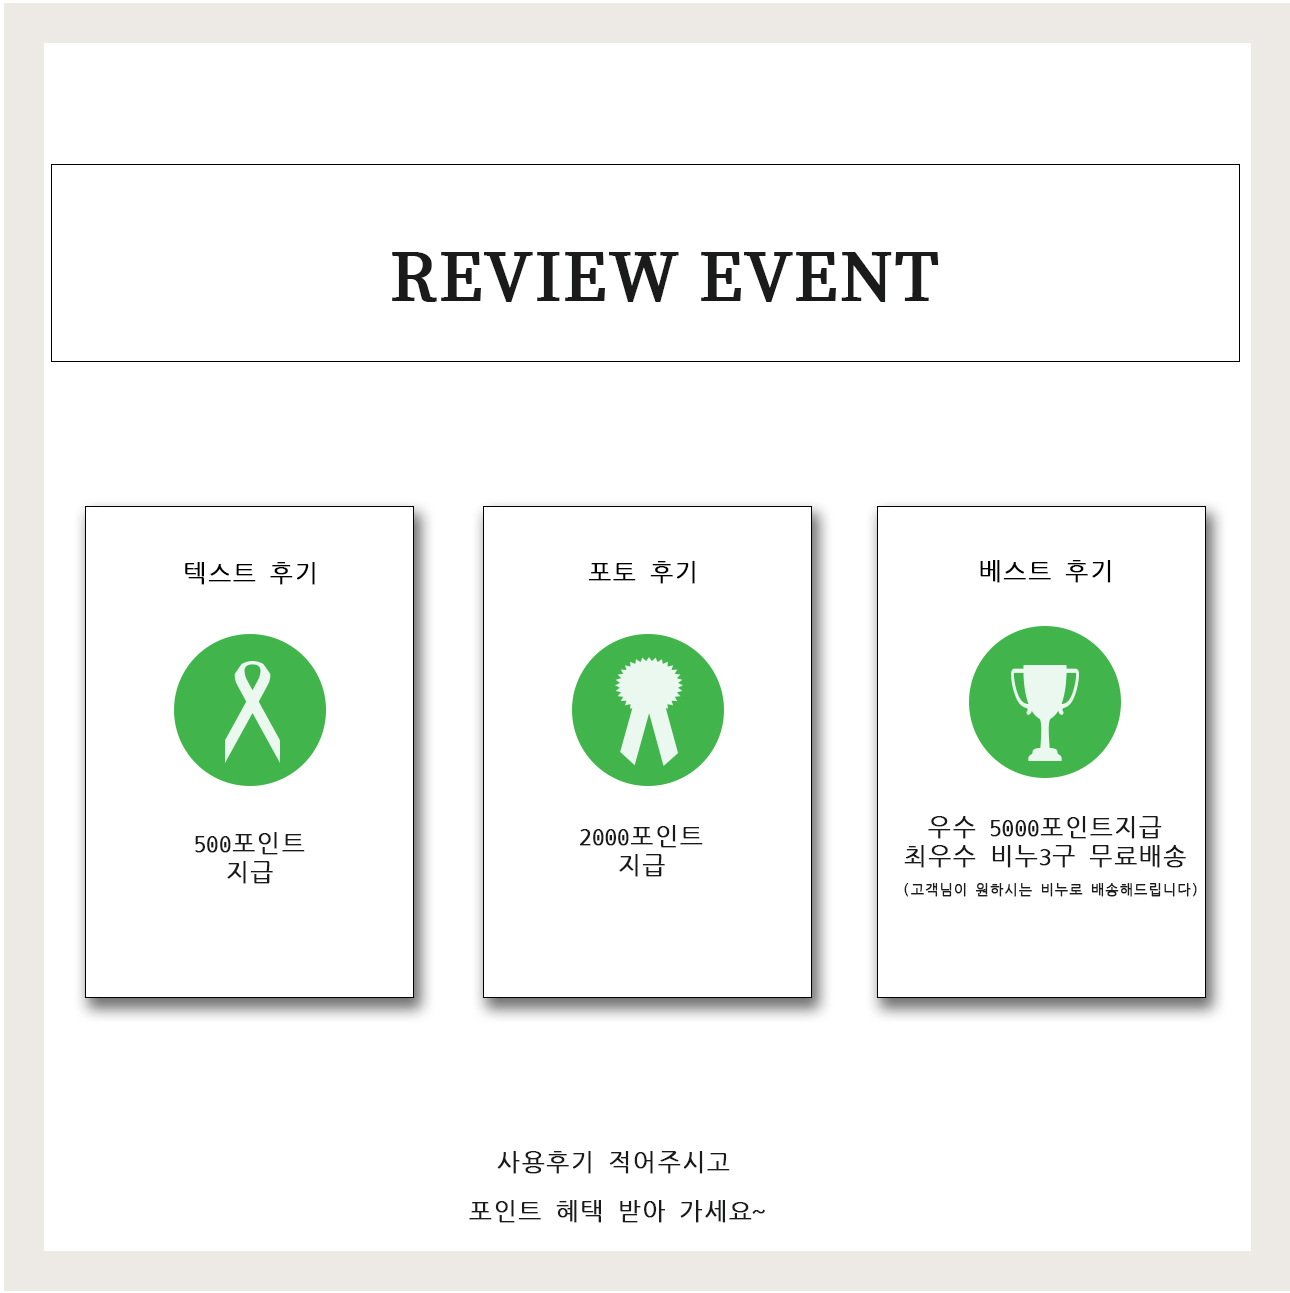 REVIEW EVENT
텍스트 후기
500포인트
지급
포토 후기
2000포인트
지급
베스트 후기
우수 5000포인트지급
최우수 비누3구 무료배송
(고객님이 원하시는 비누로 배송해드립니다)
사용후기 적어주시고
포인트 혜택 받아 가세요~